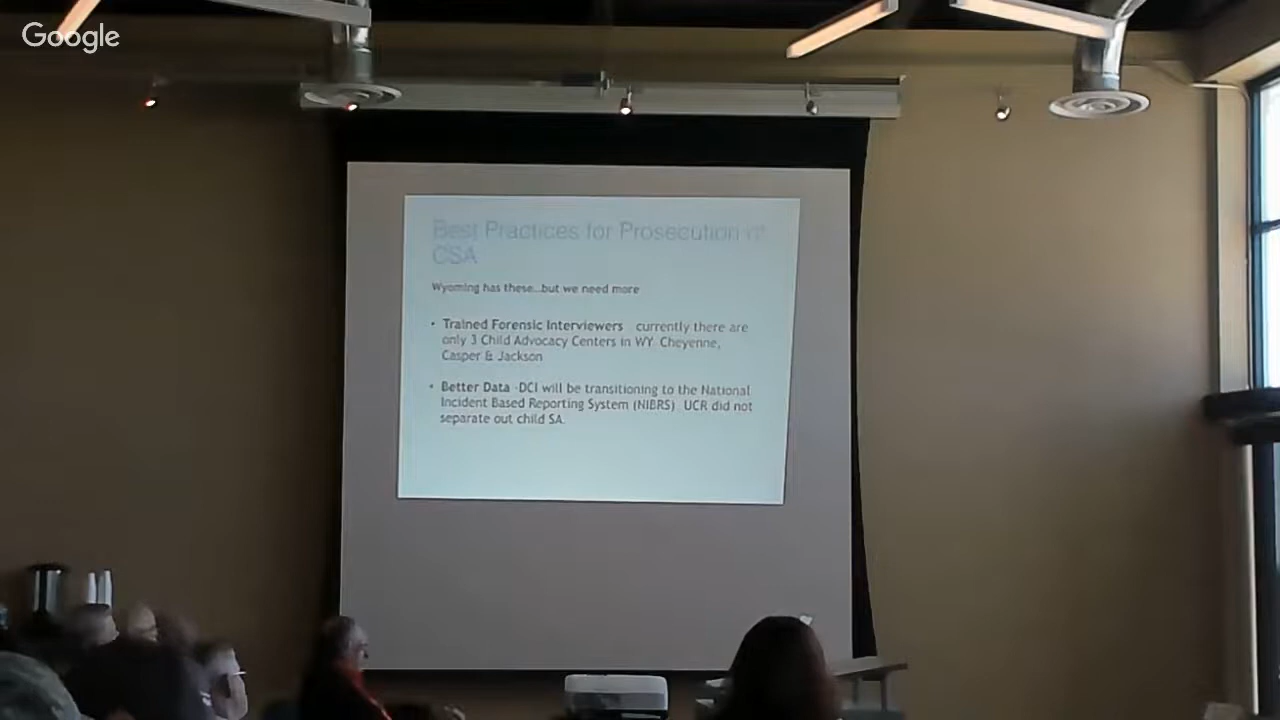 Google
Best Practices for Prosecution of
CSA
Wyoming has these...but we need more
• Trained Forensic Interviewers currently there are
only 3 Child Advocacy Centers in WY Cheyenne,
Casper & Jackson
• Better Data -DCI will be transitioning to the National
Incident Based Reporting System (NIBRS) UCR did not
separate out child SA.